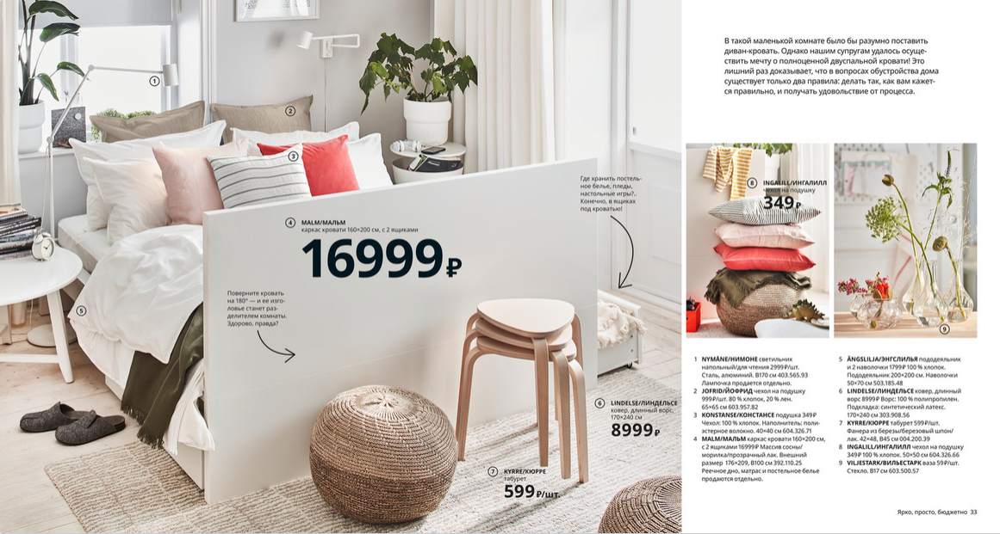 1
2
3
4 MALM/МАЛЬМ
каркас кровати 160×200 см, с 2 ящиками
16999₽
Где хранить постель-
ное белье, пледы,
настольные игры?..
Конечно, в ящиках
под кроватью!
Поверните кровать
на 180° — и ее изго-
ловье станет раз-
делителем комнаты.
Здорово, правда?
5
6 LINDELSE/ЛИНДЕЛЬСЕ
ковер, длинный ворс,
170×240 см
8999₽
7 KYRRE/КЮРРЕ
табурет
599₽/шт.
В такой маленькой комнате было бы разумно поставить
диван-кровать. Однако нашим супругам удалось осуще-
ствить мечту о полноценной двуспальной кровати! Это
лишний раз доказывает, что в вопросах обустройства дома
существует только два правила: делать так, как вам кажет-
ся правильно, и получать удовольствие от процесса.
8 INGALILL/ИНГАЛИЛЛ
чехол на подушку
349₽
9
1 NYMÅNE/НИМОНЕ светильник
напольный/для чтения 2999₽/шт.
Сталь, алюминий. В170 см 403.565.93
Лампочка продается отдельно.
2 JOFRID/ЙОФРИД чехол на подушку
999₽/шт. 80 % хлопок, 20 % лен.
65×65 см 603.957.82
3 KONSTANSE/КОНСТАНСЕ подушка 349₽
Чехол: 100 % хлопок. Наполнитель: поли-
эстерное волокно. 40×40 см 604.326.71
4 MALM/МАЛЬМ каркас кровати 160×200 см,
с 2 ящиками 16999₽ Массив сосны/
морилка/прозрачный лак. Внешний
размер 176×209, В100 см 392.110.25
Реечное дно, матрас и постельное белье
продаются отдельно.
5 ÄNGSLILJA/ЭНГСЛИЛЬЯ пододеяльник
и 2 наволочки 1799₽ 100 % хлопок.
Пододеяльник 200×200 см. Наволочки
50×70 см 503.185.48
6 LINDELSE/ЛИНДЕЛЬСЕ ковер, длинный
ворс 8999₽ Ворс: 100 % полипропилен.
Подкладка: синтетический латекс.
170×240 см 303.908.56
7 KYRRE/КЮРРЕ табурет 599₽/шт.
Фанера из березы/березовый шпон/
лак. 42×48, В45 см 004.200.39
8 INGALILL/ИНГАЛИЛЛ чехол на подушку
349₽ 100 % хлопок. 50×50 см 604.326.66
9 VILJESTARK/ВИЛЬЕСТАРК ваза 59₽/шт.
Стекло. В17 см 603.500.57
Ярко, просто, бюджетно 33